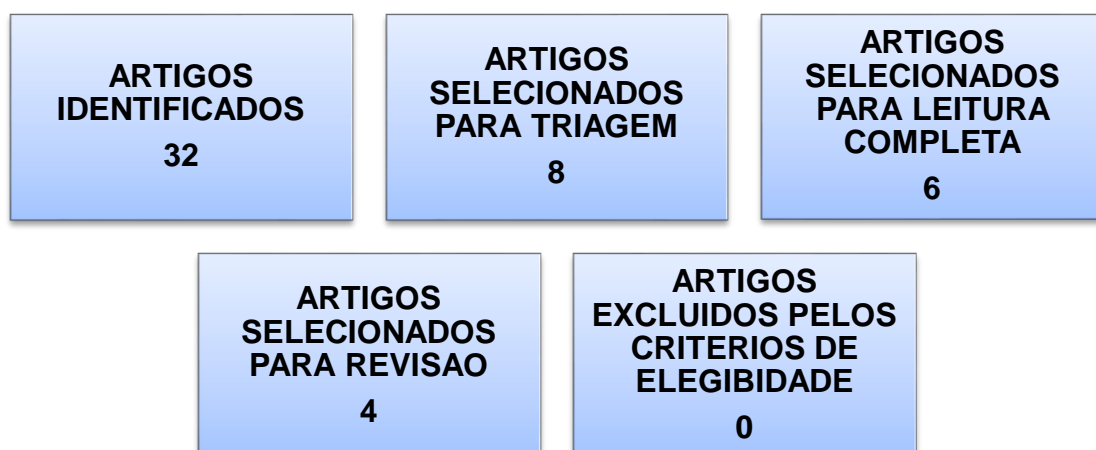 ARTIGOS
IDENTIFICADOS
32
ARTIGOS
SELECIONADOS
PARA TRIAGEM
8
ARTIGOS
SELECIONADOS
PARA LEITURA
COMPLETA
6
ARTIGOS
SELECIONADOS
PARA REVISAO
4
ARTIGOS
EXCLUIDOS PELOS
CRITERIOS DE
ELEGIBIDADE
0